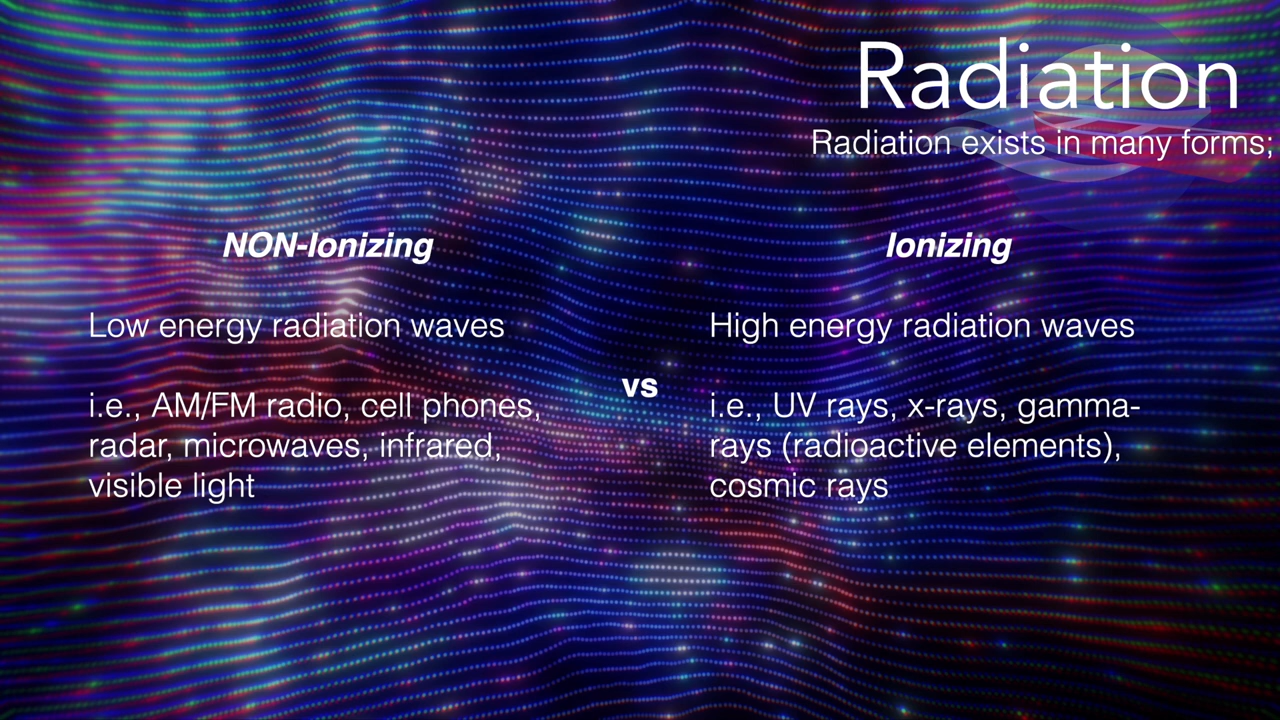 Radiation
Radiation exists in many forms;
NON-Ionizing
Low energy radiation waves
i.e., AM/FM radio, cell phones,
radar, microwaves, infrared,
visible light
vs
Ionizing
High energy radiation waves
i.e., UV rays, x-rays, gamma-
rays (radioactive elements),
cosmic rays